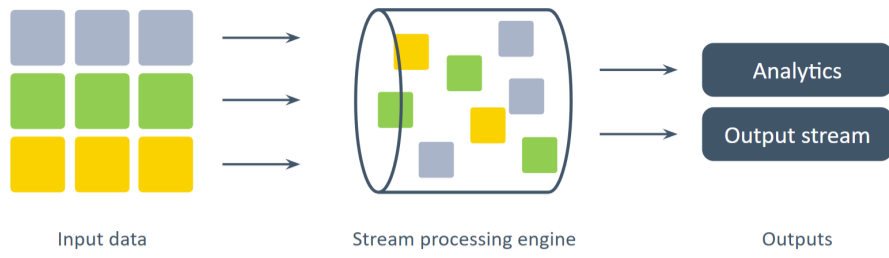 Analytics
Output stream
Input data
Stream processing engine
Outputs